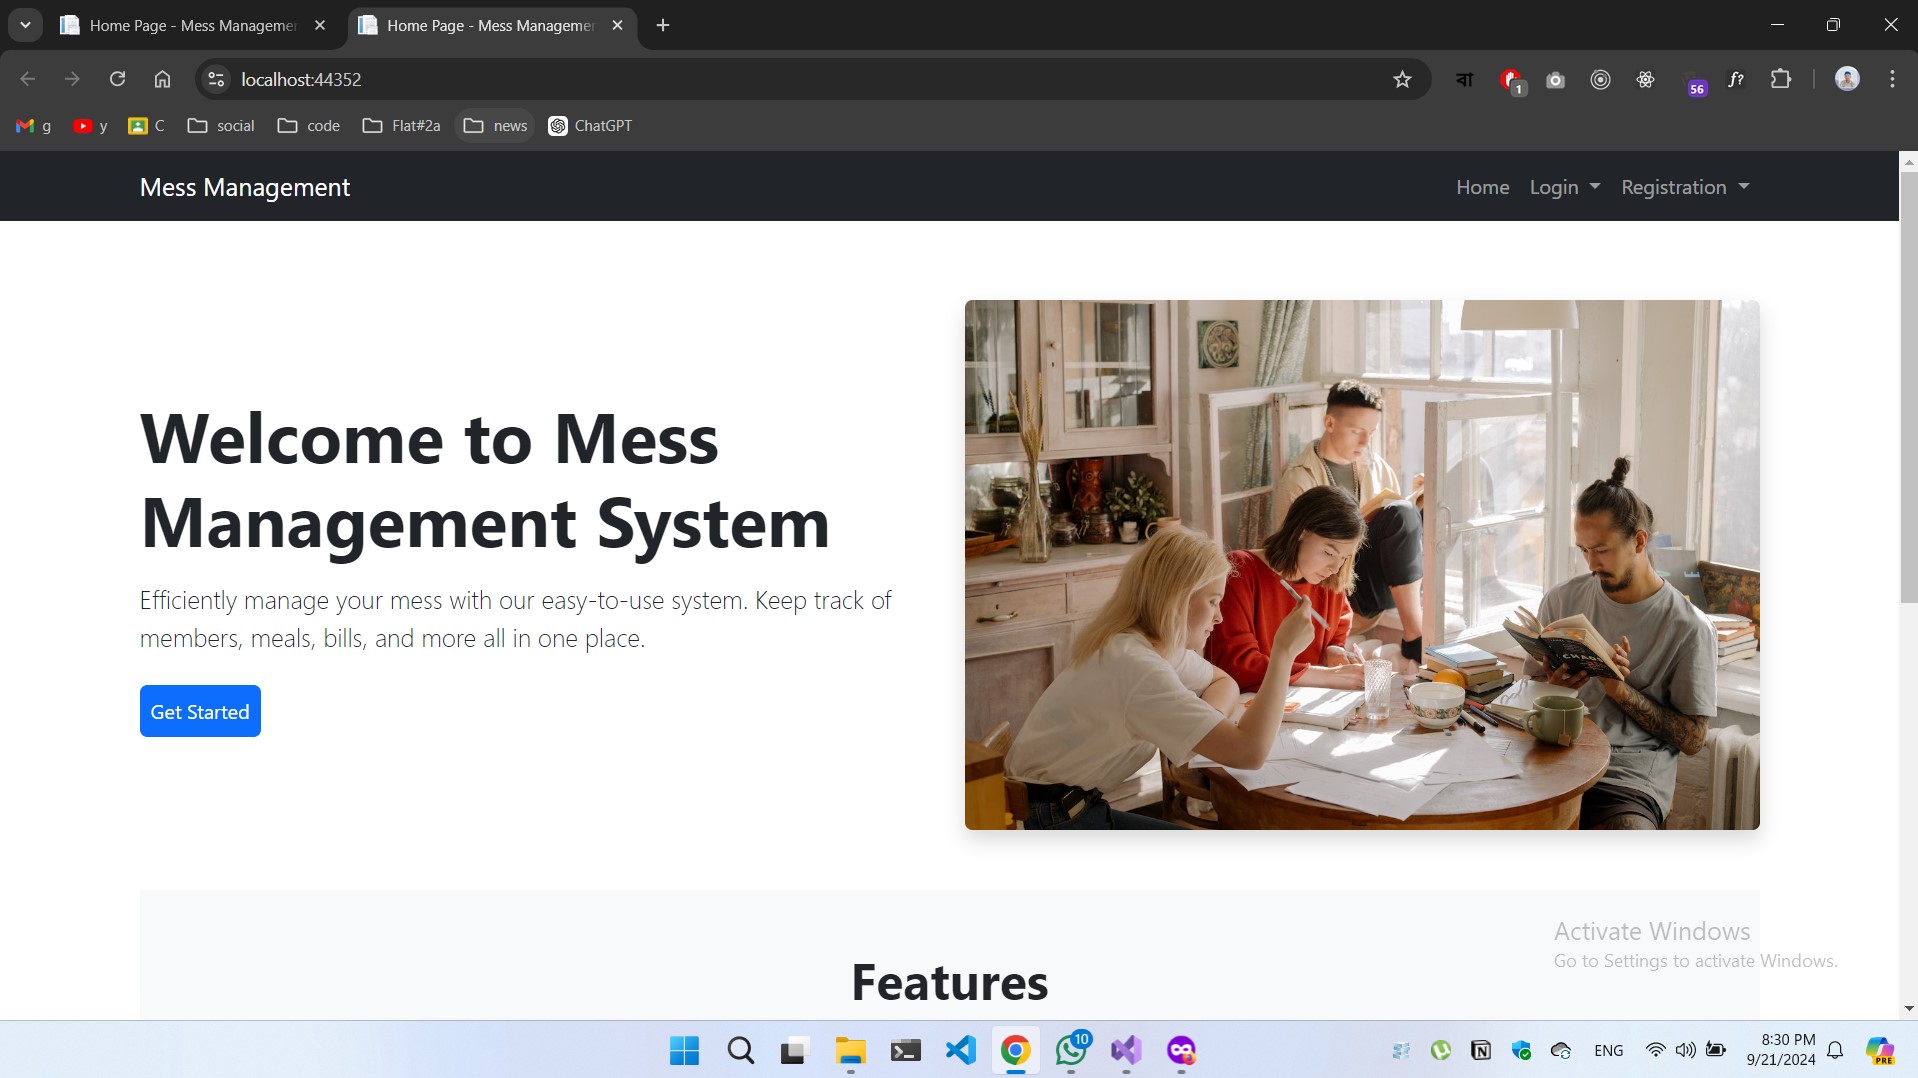 Home Page - Mess Managemen
Home Page - Mess Managemen
localhost:44352
বা
1
56
f?
g
y
C
social
code
Flat#2a
news
ChatGPT
Mess Management
Home
Login
Registration
Welcome to Mess
Management System
Efficiently manage your mess with our easy-to-use system. Keep track of
members, meals, bills, and more all in one place.
Get Started
CHAOS
Features
Activate Windows
Go to Settings to activate Windows.
10
ENG
8:30 PM
9/21/2024
PRE